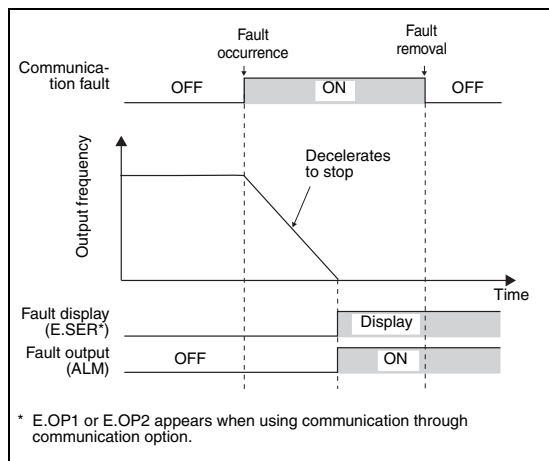 Fault
occurrence
Fault
removal
Communica-
tion fault
OFF
ON
OFF
Output frequency
Decelerates
to stop
Time
Fault display
(E.SER*)
Display
Fault output
(ALM)
OFF
ON
* E.OP1 or E.OP2 appears when using communication through
communication option.